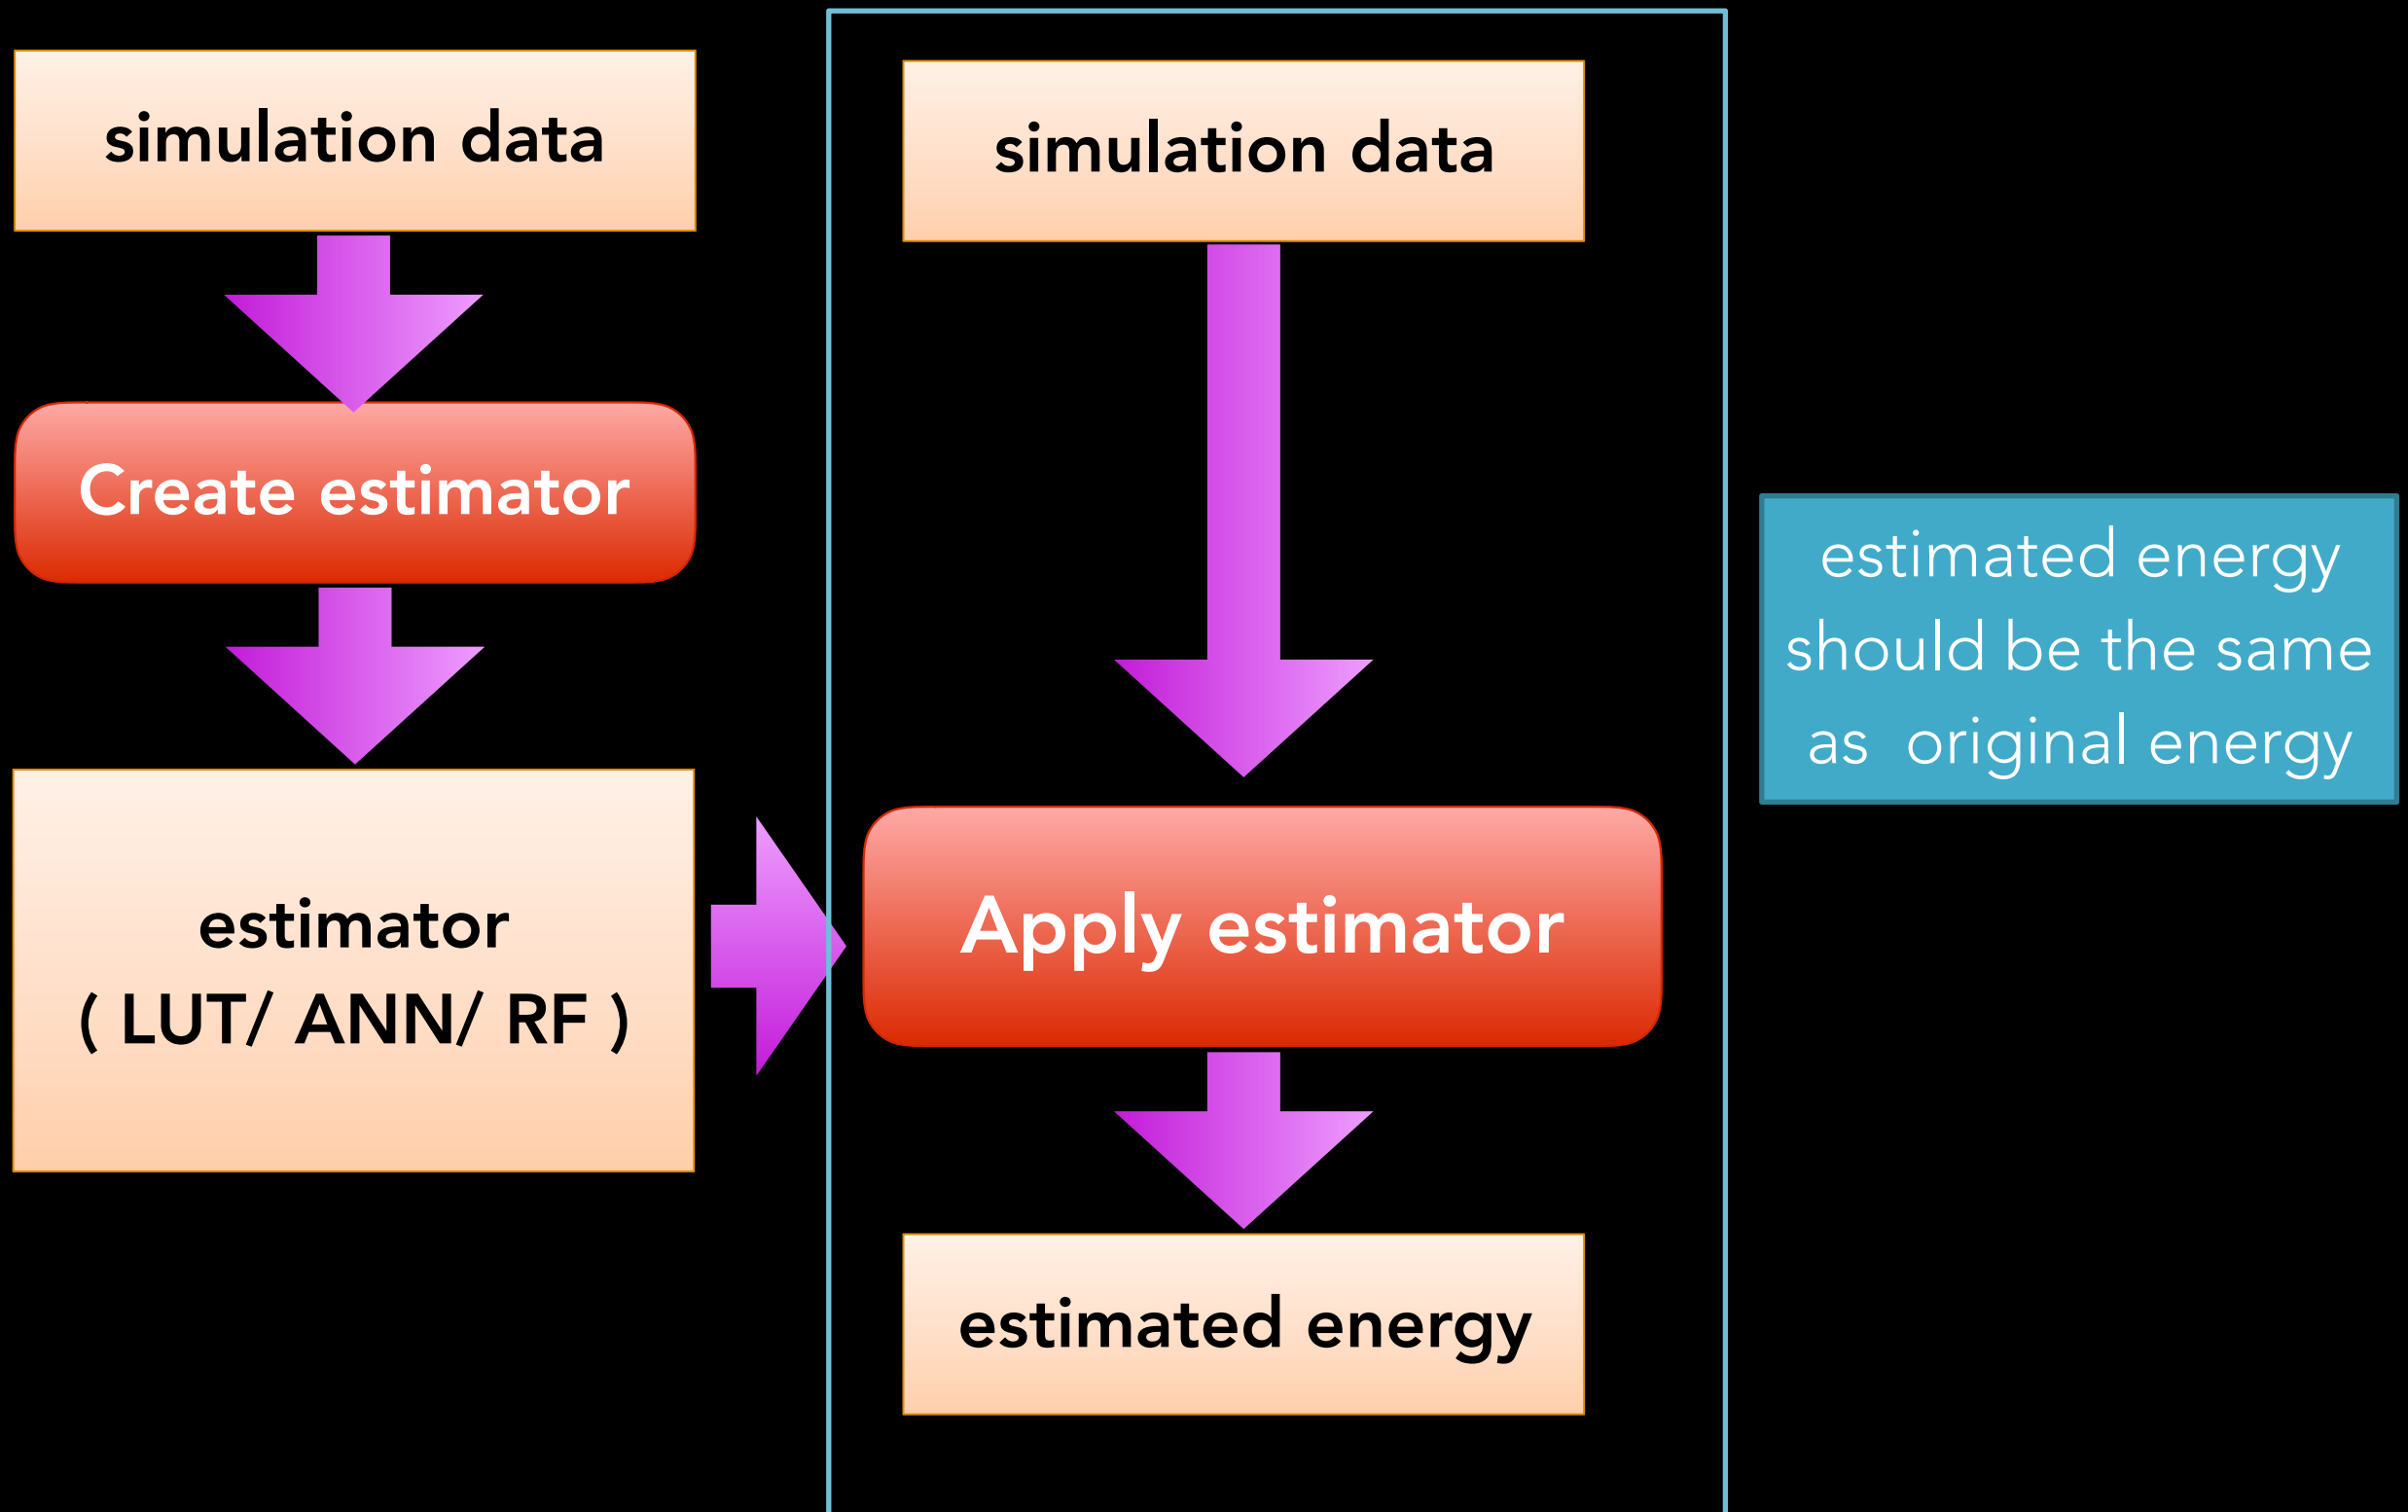 simulation data
Create estimator
estimator
( LUT/ ANN/ RF )
simulation data
Apply estimator
estimated energy
estimated energy
should be the same
as original energy